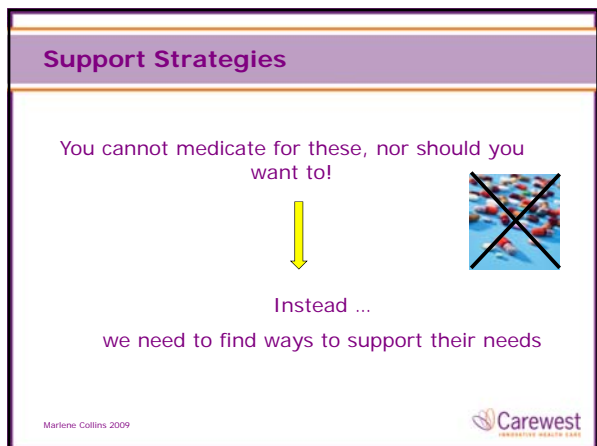 Support Strategies
You cannot medicate for these, nor should you
want to!
Instead ...
we need to find ways to support their needs
Marlene Collins 2009
Carewest
INNOVATIVE HEALTH CARE